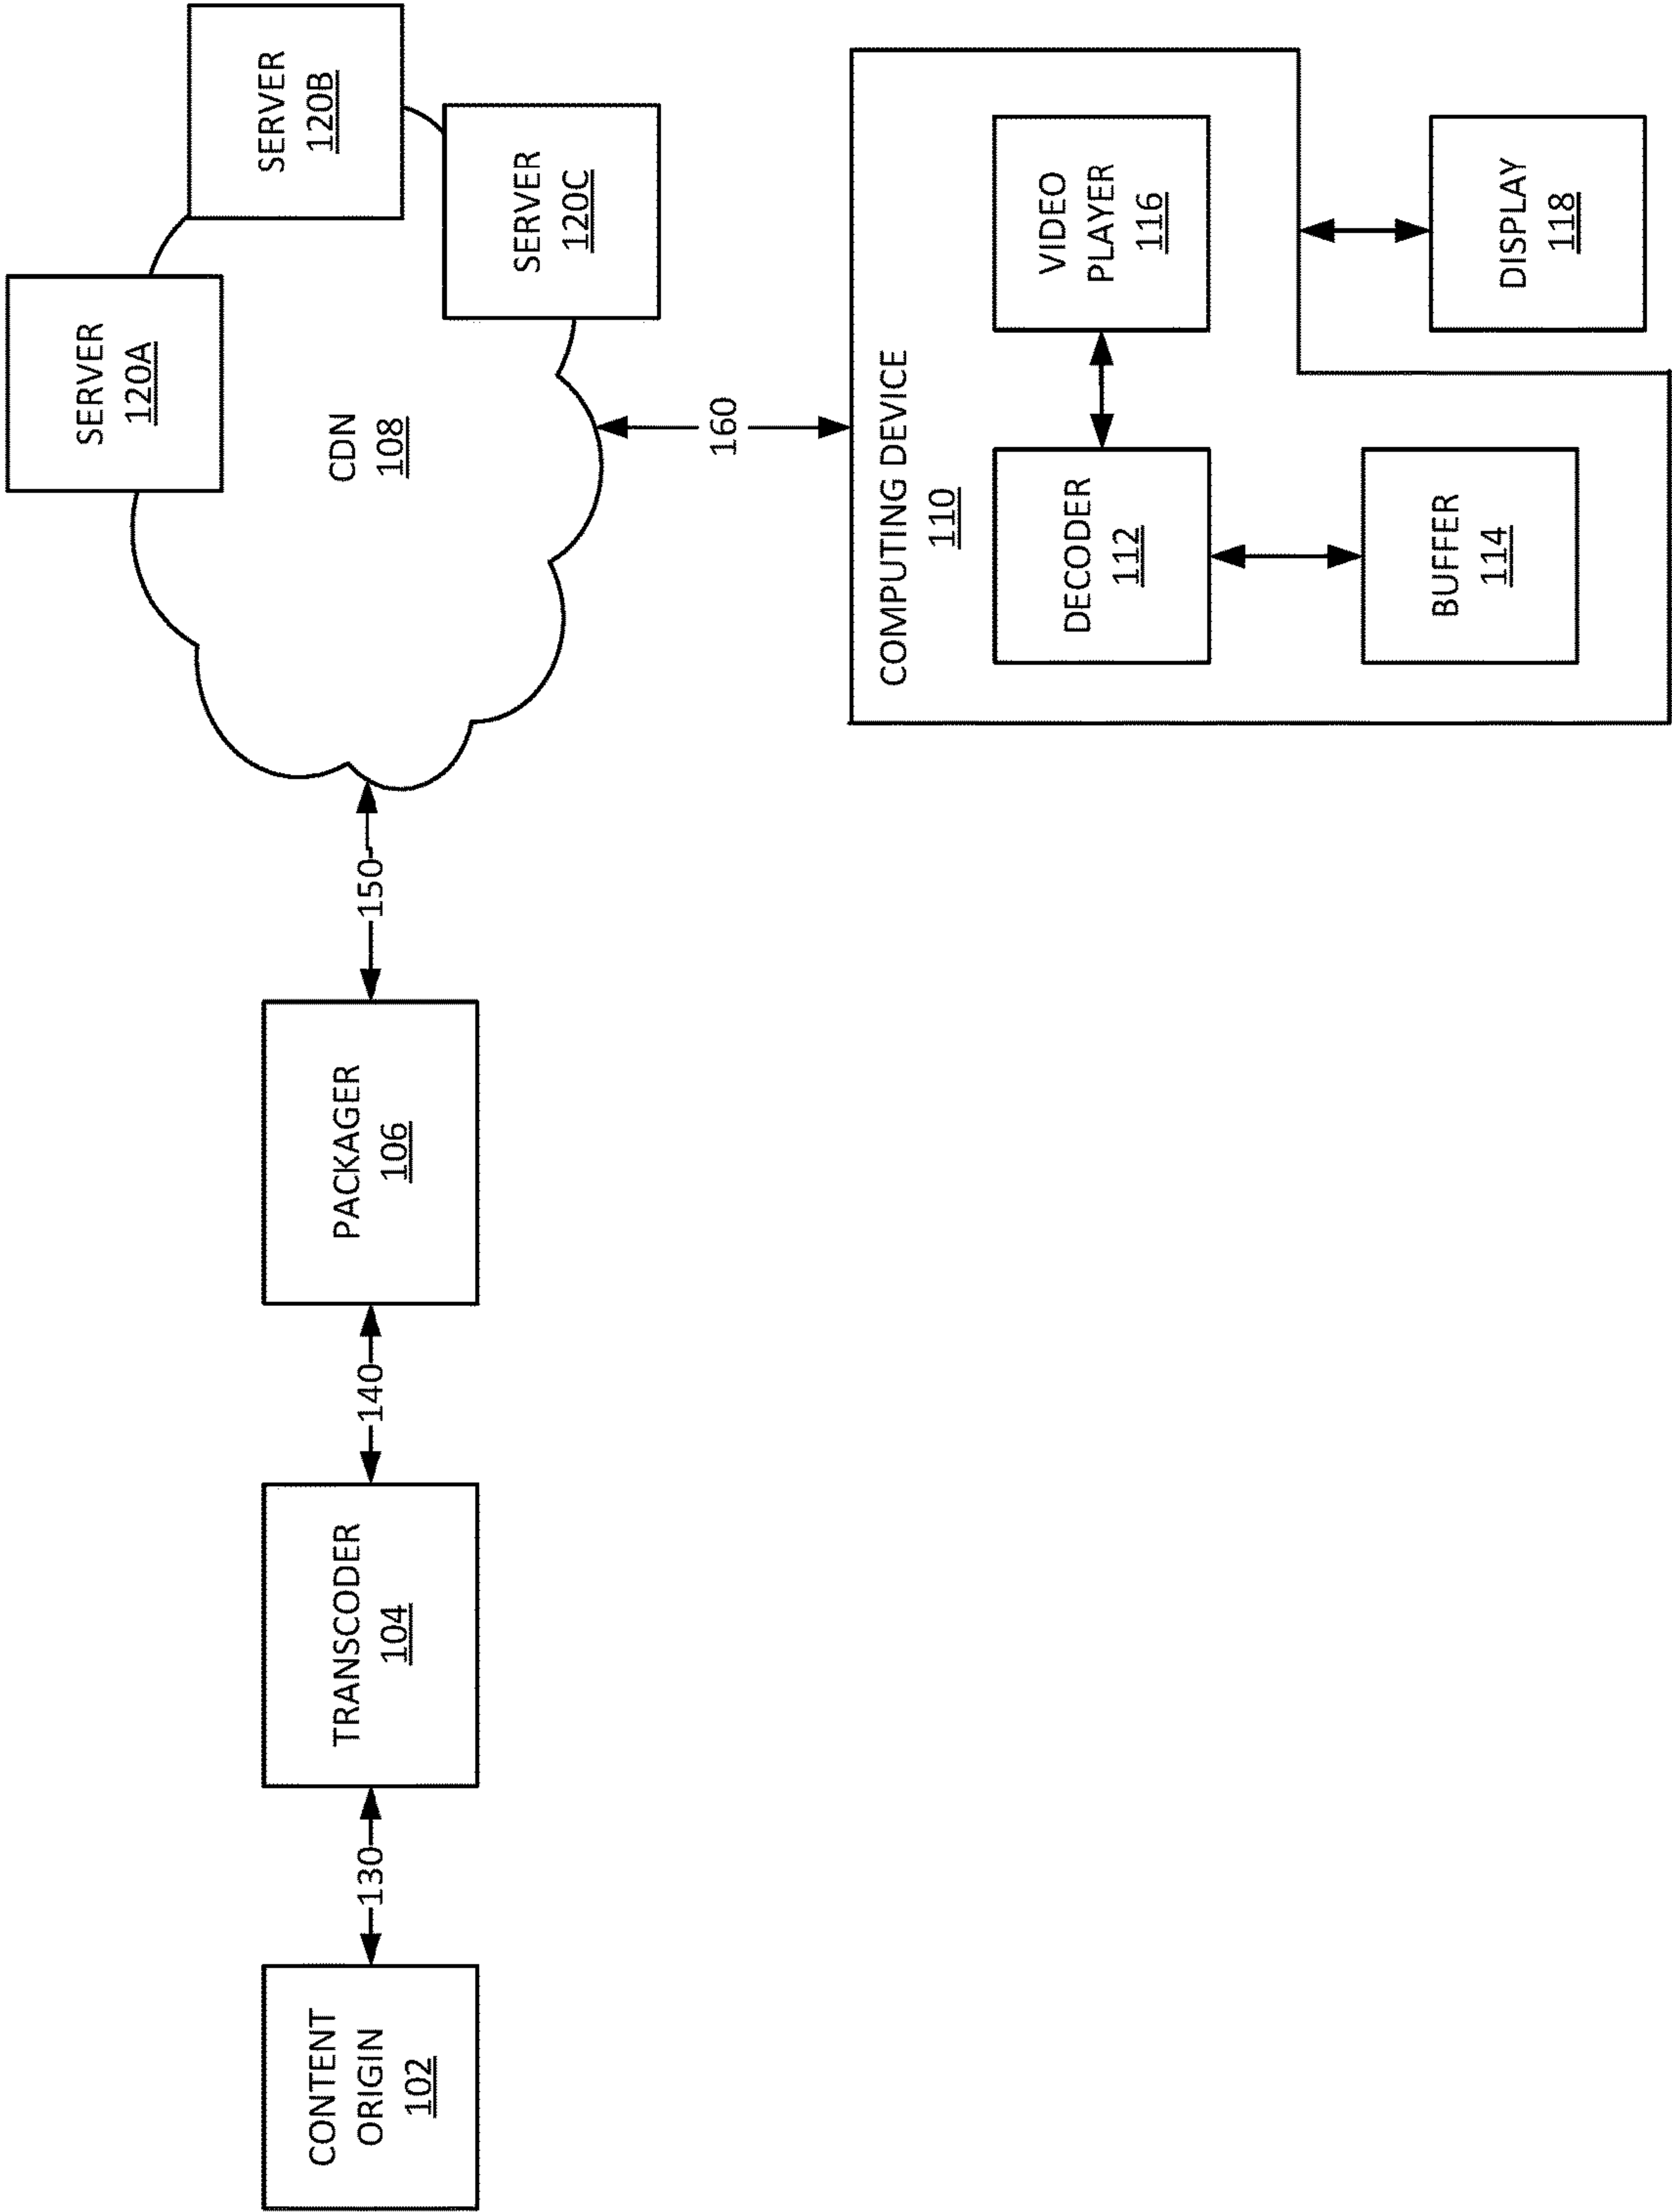 CONTENT
ORIGIN
102
130
TRANSCODER
104
140
PACKAGER
106
150
CDN
108
SERVER
120A
SERVER
120B
SERVER
120C
160
COMPUTING DEVICE
110
DECODER
112
VIDEO
PLAYER
116
BUFFER
114
DISPLAY
118